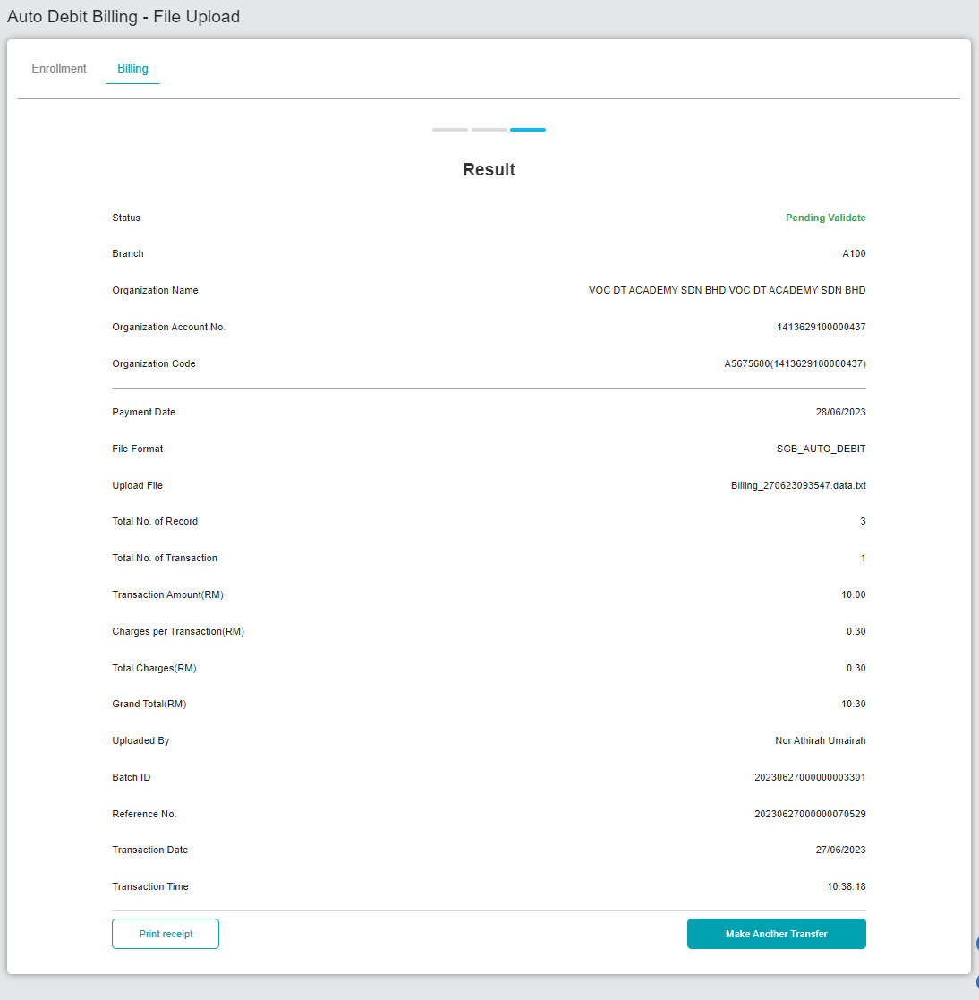 Auto Debit Billing - File Upload
Enrollment Billing
Result
Status Pending Validate
Branch A100
Organization Name VOC DT ACADEMY SDN BHD VOC DT ACADEMY SDN BHD
Organization Account No. 1413629100000437
Organization Code A5675600(1413629100000437)
Payment Date 28/06/2023
File Format SGB_AUTO_DEBIT
Upload File Billing_270623093547.data.txt
Total No. of Record 3
Total No. of Transaction 1
Transaction Amount(RM) 10.00
Charges per Transaction(RM) 0.30
Total Charges(RM) 0.30
Grand Total(RM) 10.30
Uploaded By Nor Athirah Umairah
Batch ID 20230627000000003301
Reference No. 20230627000000070529
Transaction Date 27/06/2023
Transaction Time 10:38:18
Print receipt Make Another Transfer